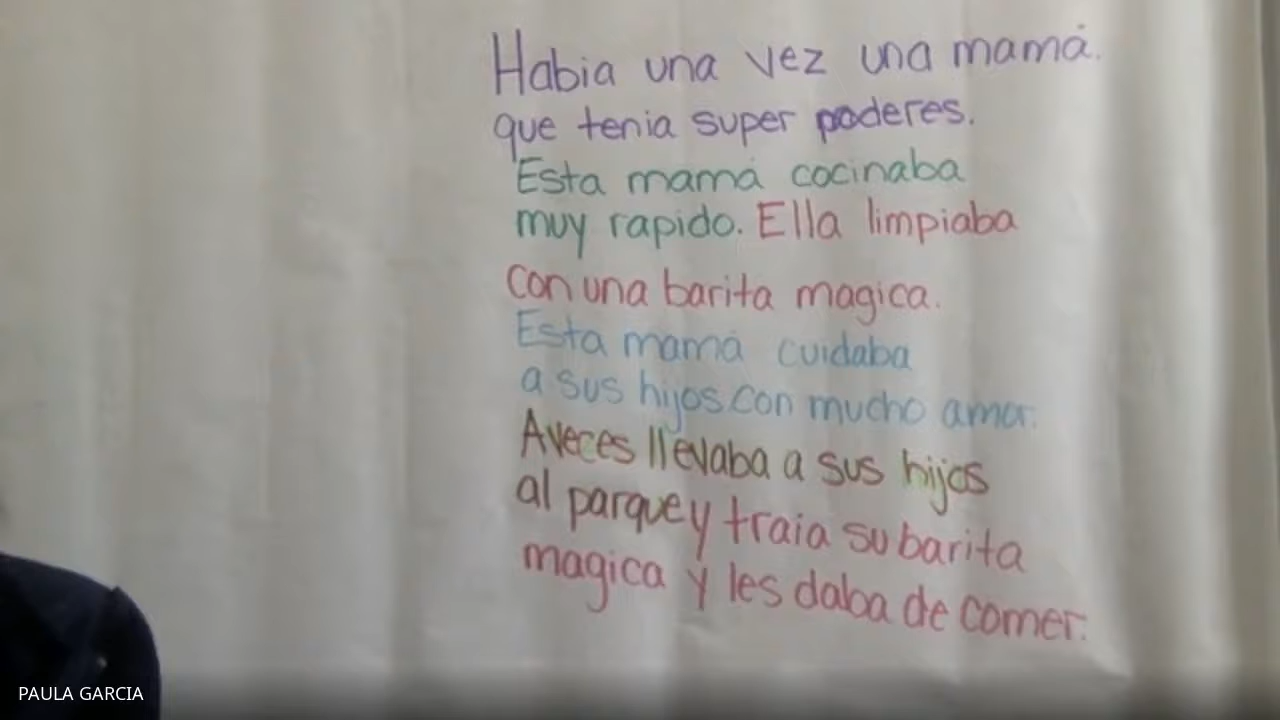 Habia una vez una mamá.
que tenia super poderes.
Esta mamá cocinaba
muy rapido. Ella limpiaba
con una barita magica.
Esta mamá cuidaba
a sus hijos con mucho amor.
Aveces llevaba a sus hijos
al parque y traia su barita
magica y les daba de comer.
PAULA GARCIA